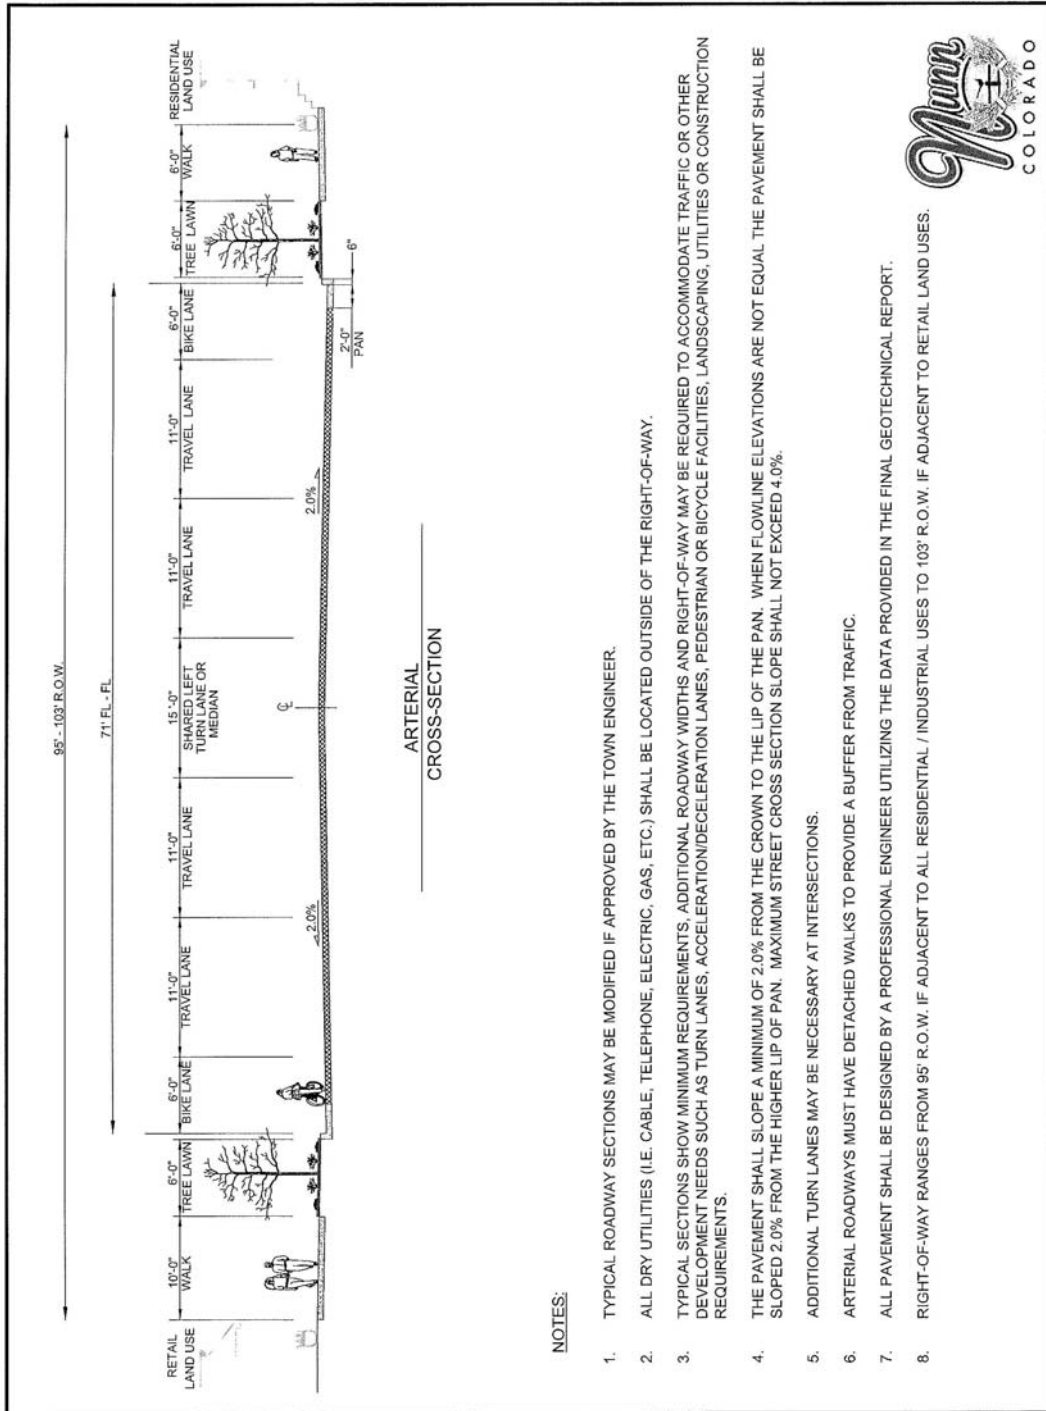 95' - 103' R.O.W.
71' FL - FL
RETAIL
LAND USE
10'-0"
WALK
6'-0"
TREE LAWN
6'-0"
BIKE LANE
11'-0"
TRAVEL LANE
11'-0"
TRAVEL LANE
15'-0"
SHARED LEFT
TURN LANE OR
MEDIAN
11'-0"
TRAVEL LANE
11'-0"
TRAVEL LANE
6'-0"
BIKE LANE
6'-0"
TREE LAWN
6'-0"
WALK
RESIDENTIAL
LAND USE
2.0%
CL
2.0%
2'-0"
PAN
6"
ARTERIAL
CROSS-SECTION
NOTES:
1. TYPICAL ROADWAY SECTIONS MAY BE MODIFIED IF APPROVED BY THE TOWN ENGINEER.
2. ALL DRY UTILITIES (I.E. CABLE, TELEPHONE, ELECTRIC, GAS, ETC.) SHALL BE LOCATED OUTSIDE OF THE RIGHT-OF-WAY.
3. TYPICAL SECTIONS SHOW MINIMUM REQUIREMENTS, ADDITIONAL ROADWAY WIDTHS AND RIGHT-OF-WAY MAY BE REQUIRED TO ACCOMMODATE TRAFFIC OR OTHER
DEVELOPMENT NEEDS SUCH AS TURN LANES, ACCELERATION/DECELERATION LANES, PEDESTRIAN OR BICYCLE FACILITIES, LANDSCAPING, UTILITIES OR CONSTRUCTION
REQUIREMENTS.
4. THE PAVEMENT SHALL SLOPE A MINIMUM OF 2.0% FROM THE CROWN TO THE LIP OF THE PAN. WHEN FLOWLINE ELEVATIONS ARE NOT EQUAL THE PAVEMENT SHALL BE
SLOPED 2.0% FROM THE HIGHER LIP OF PAN. MAXIMUM STREET CROSS SECTION SLOPE SHALL NOT EXCEED 4.0%.
5. ADDITIONAL TURN LANES MAY BE NECESSARY AT INTERSECTIONS.
6. ARTERIAL ROADWAYS MUST HAVE DETACHED WALKS TO PROVIDE A BUFFER FROM TRAFFIC.
7. ALL PAVEMENT SHALL BE DESIGNED BY A PROFESSIONAL ENGINEER UTILIZING THE DATA PROVIDED IN THE FINAL GEOTECHNICAL REPORT.
8. RIGHT-OF-WAY RANGES FROM 95' R.O.W. IF ADJACENT TO ALL RESIDENTIAL / INDUSTRIAL USES TO 103' R.O.W. IF ADJACENT TO RETAIL LAND USES.
Nunn
COLORADO